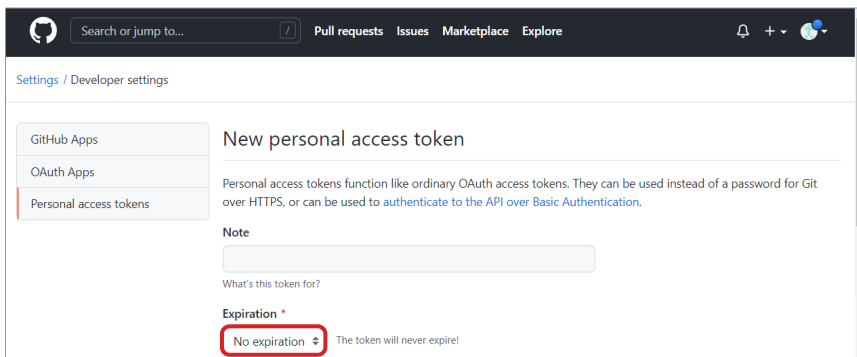 Search or jump to... / Pull requests Issues Marketplace Explore
Settings / Developer settings
GitHub Apps
OAuth Apps
Personal access tokens
New personal access token
Personal access tokens function like ordinary OAuth access tokens. They can be used instead of a password for Git
over HTTPS, or can be used to authenticate to the API over Basic Authentication.
Note
What's this token for?
Expiration *
No expiration The token will never expire!